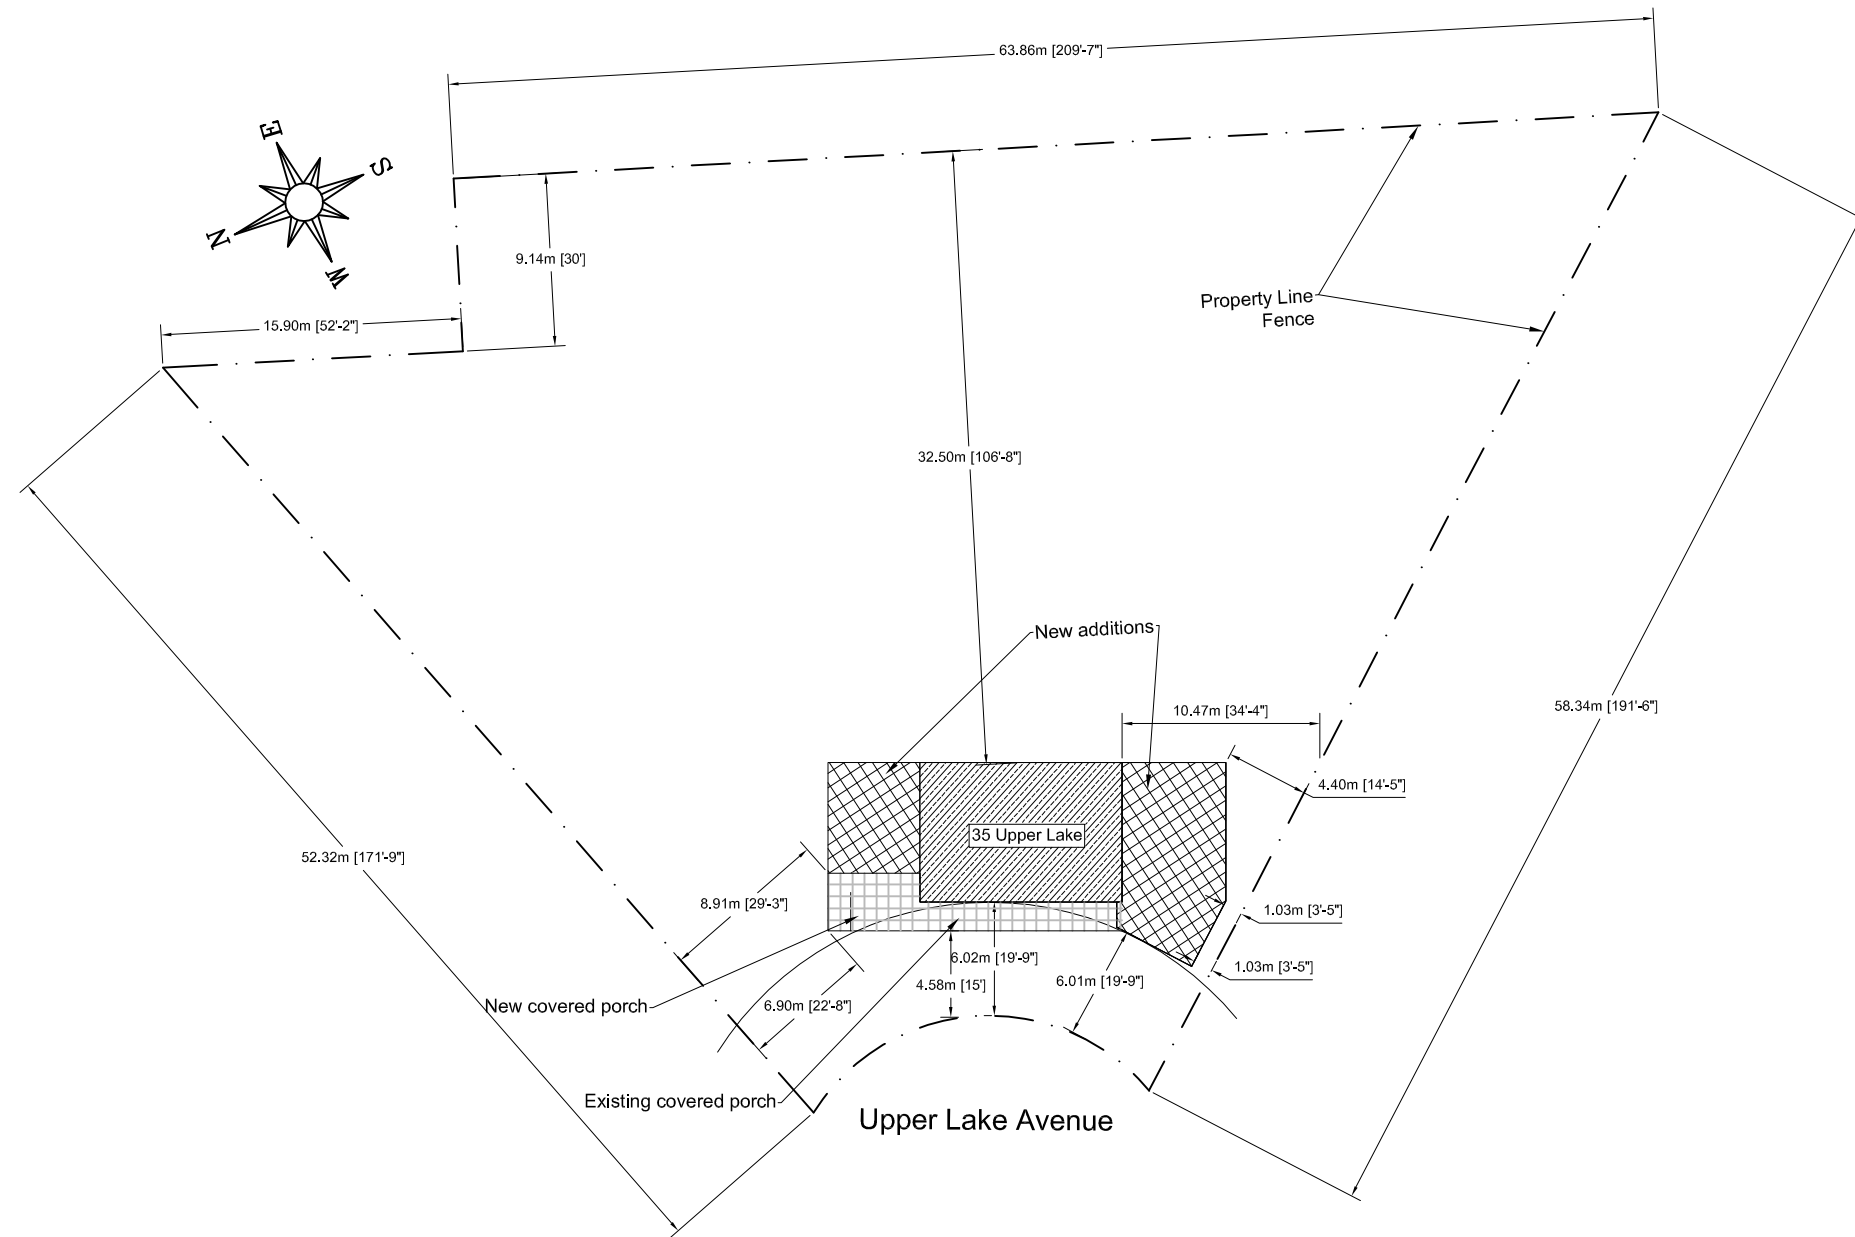 63.86m [209'-7"]
E
S
N
W
9.14m [30']
15.90m [52'-2"]
Property Line
Fence
32.50m [106'-8"]
New additions
10.47m [34'-4"]
58.34m [191'-6"]
4.40m [14'-5"]
35 Upper Lake
52.32m [171'-9"]
8.91m [29'-3"]
1.03m [3'-5"]
6.02m [19'-9"]
1.03m [3'-5"]
6.01m [19'-9"]
4.58m [15']
New covered porch
6.90m [22'-8"]
Existing covered porch
Upper Lake Avenue